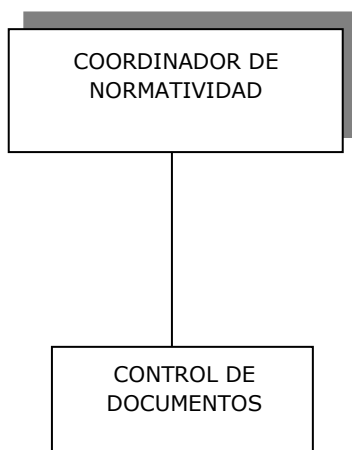 COORDINADOR DE
NORMATIVIDAD
CONTROL DE
DOCUMENTOS